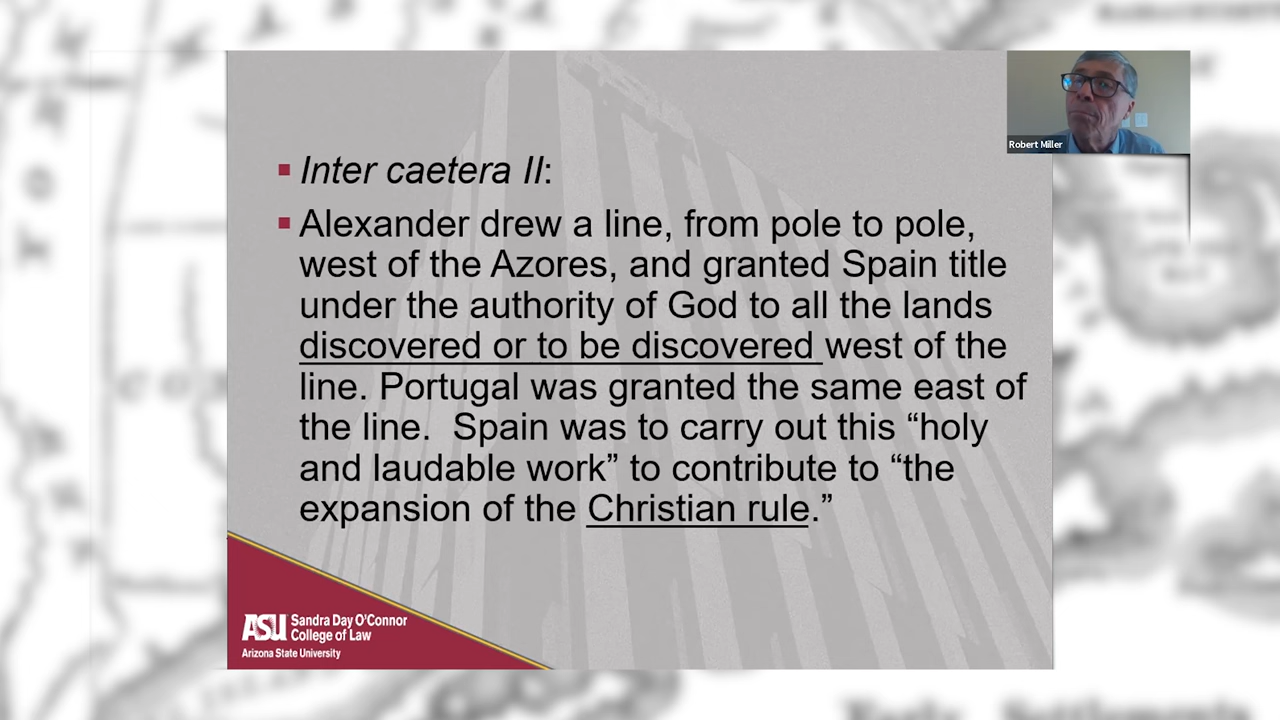 Robert Miller
Inter caetera II:
Alexander drew a line, from pole to pole,
west of the Azores, and granted Spain title
under the authority of God to all the lands
discovered or to be discovered west of the
line. Portugal was granted the same east of
the line.  Spain was to carry out this “holy
and laudable work” to contribute to “the
expansion of the Christian rule.”
ASU Sandra Day O’Connor
College of Law
Arizona State University